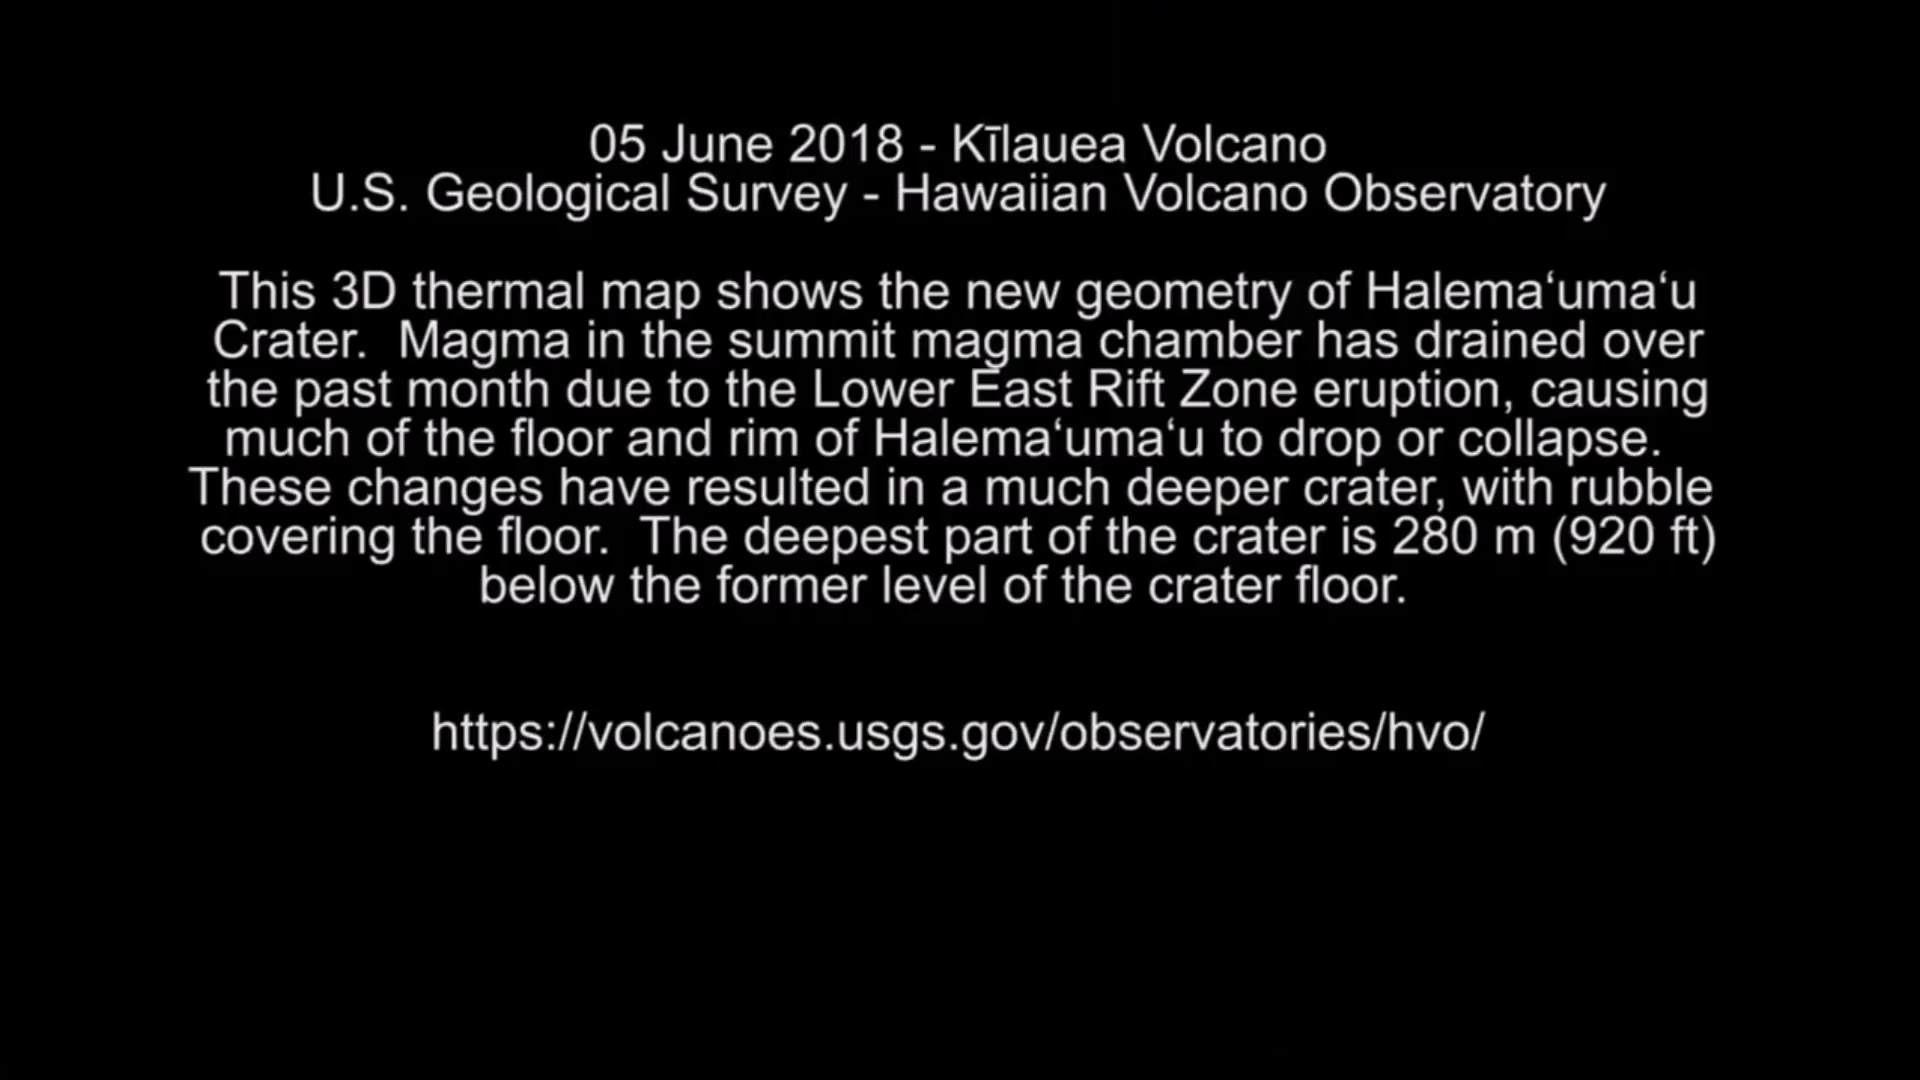 05 June 2018 - Kīlauea Volcano
U.S. Geological Survey - Hawaiian Volcano Observatory
This 3D thermal map shows the new geometry of Halema‘uma‘u
Crater.  Magma in the summit magma chamber has drained over
the past month due to the Lower East Rift Zone eruption, causing
much of the floor and rim of Halema‘uma‘u to drop or collapse.
These changes have resulted in a much deeper crater, with rubble
covering the floor.  The deepest part of the crater is 280 m (920 ft)
below the former level of the crater floor.
https://volcanoes.usgs.gov/observatories/hvo/